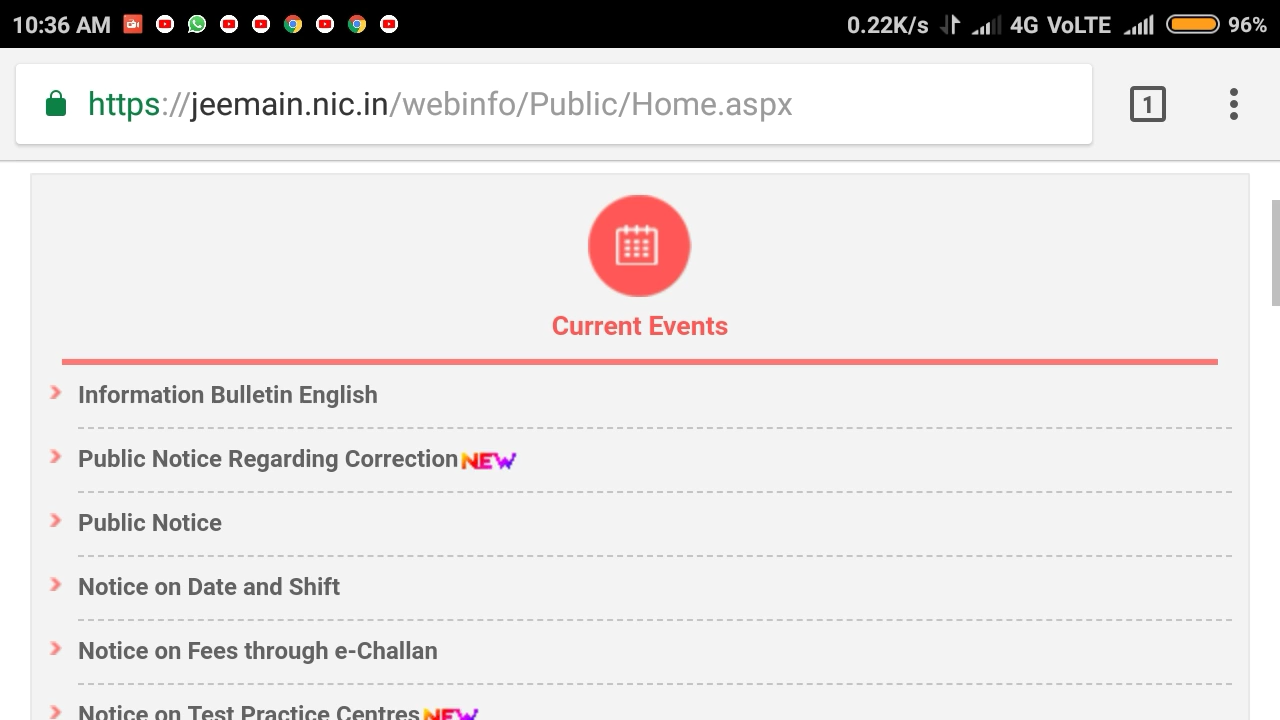 10:36 AM 0.22K/s 4G VoLTE 96%
https://jeemain.nic.in/webinfo/Public/Home.aspx 1
Current Events
Information Bulletin English
Public Notice Regarding Correction NEW
Public Notice
Notice on Date and Shift
Notice on Fees through e-Challan
Notice on Test Practice Centres NEW